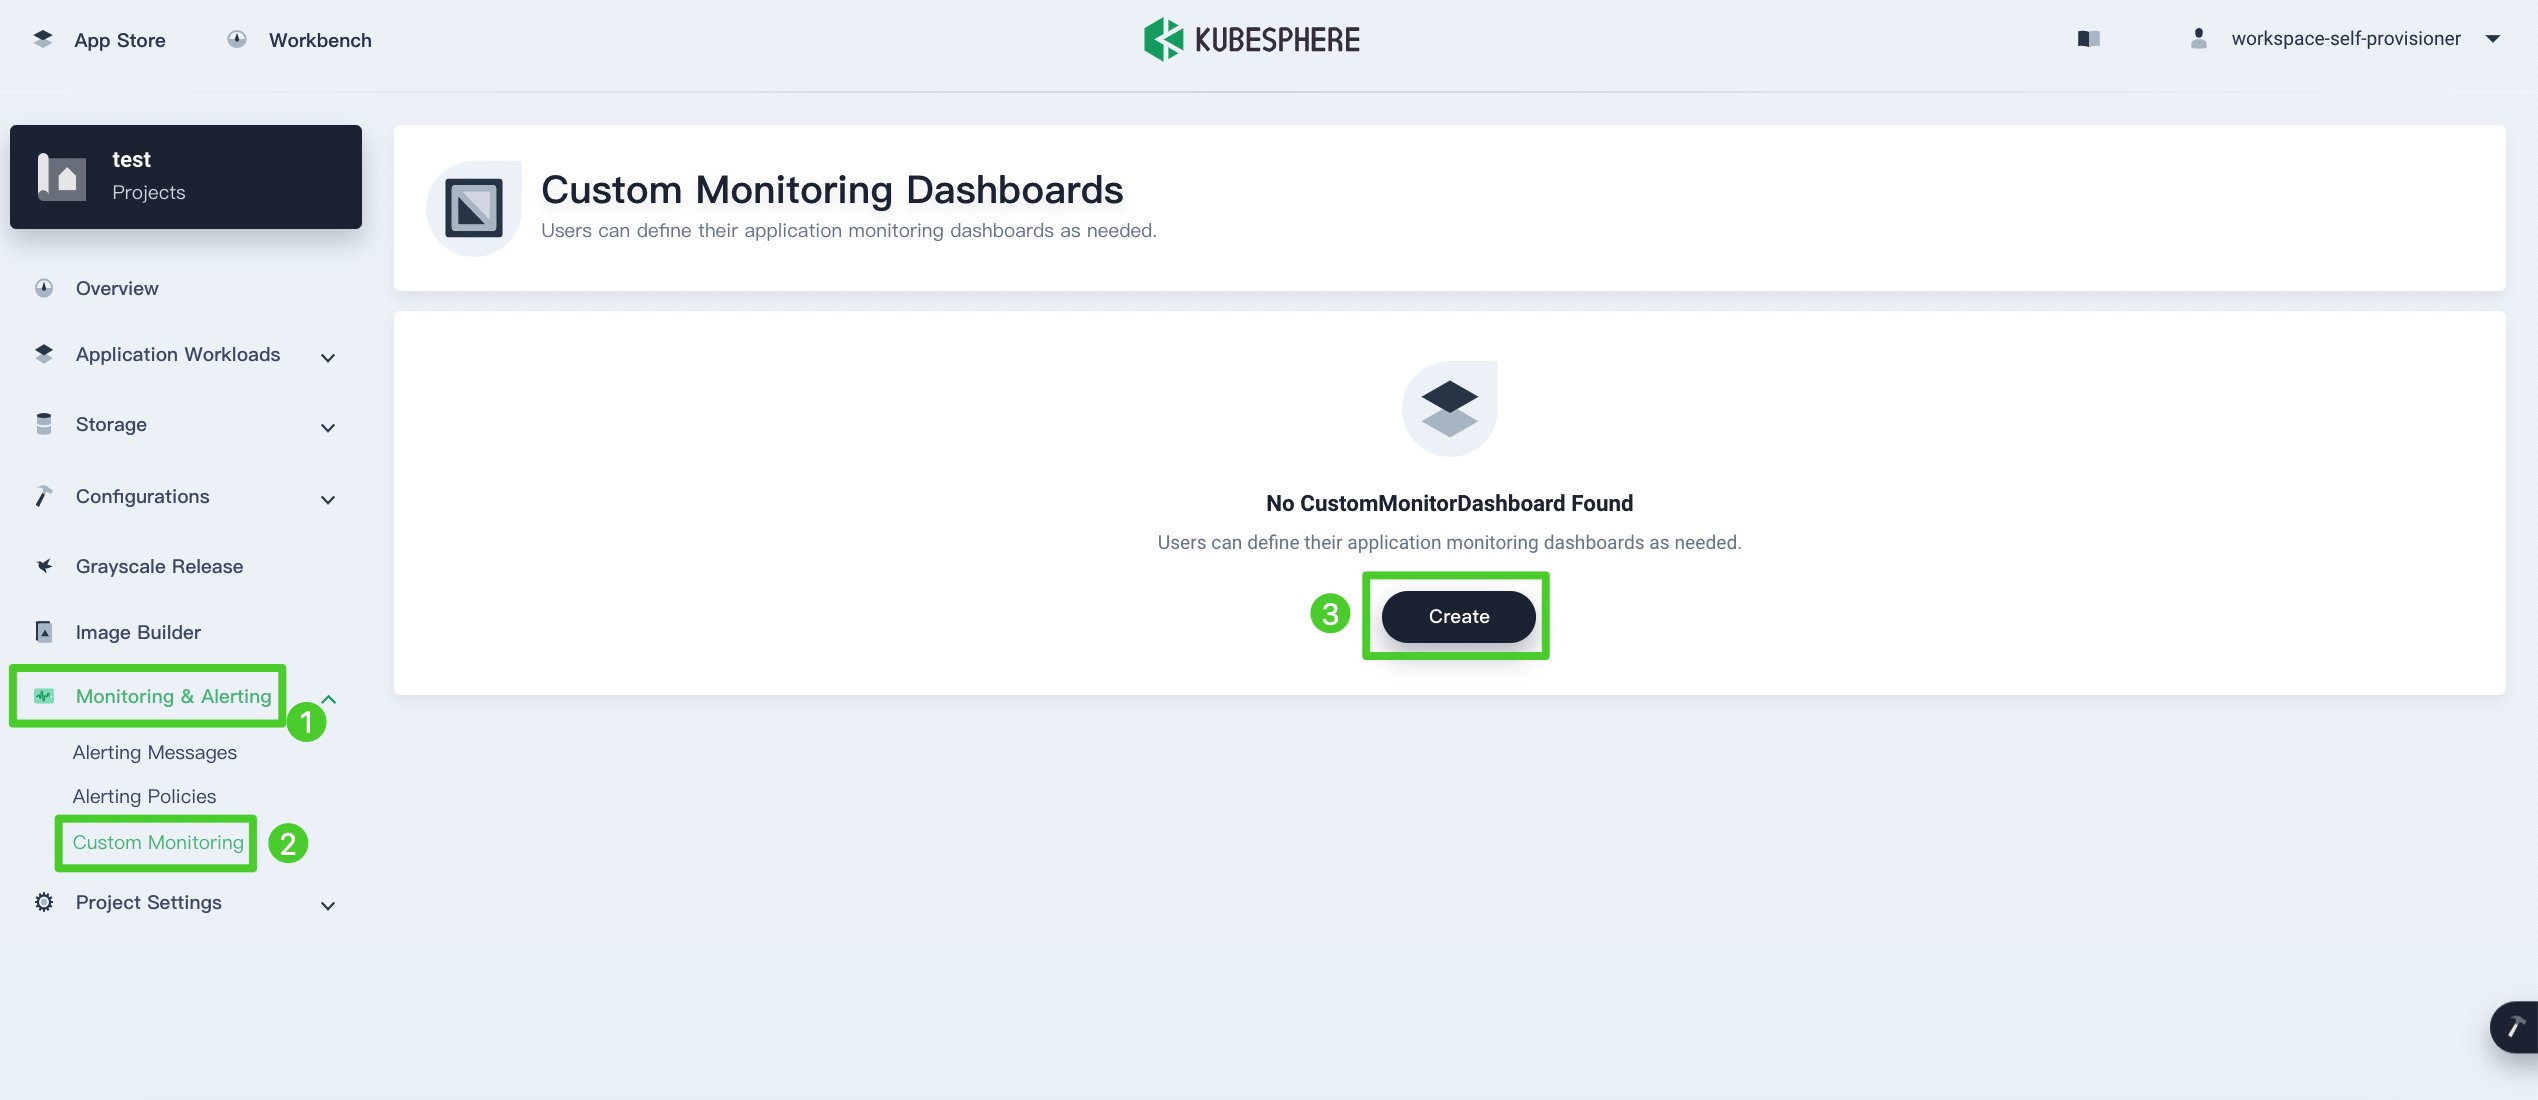 App Store
Workbench
KUBESPHERE
workspace-self-provisioner
test
Projects
Overview
Application Workloads
Storage
Configurations
Grayscale Release
Image Builder
Monitoring & Alerting
1
Alerting Messages
Alerting Policies
Custom Monitoring
2
Project Settings
Custom Monitoring Dashboards
Users can define their application monitoring dashboards as needed.
No CustomMonitorDashboard Found
Users can define their application monitoring dashboards as needed.
3
Create